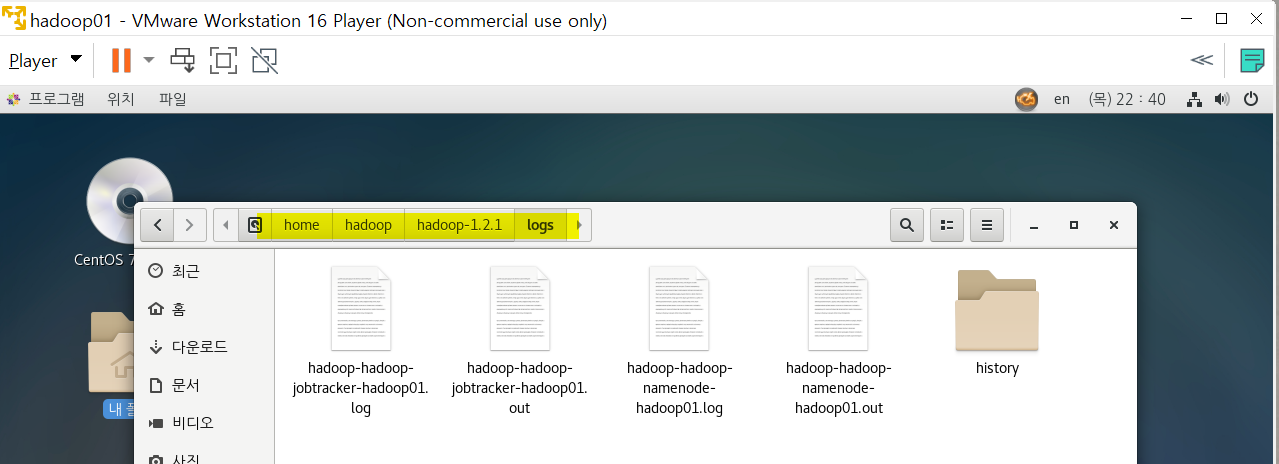 hadoop01 - VMware Workstation 16 Player (Non-commercial use only)
Player
프로그램 위치 파일 en (목) 22 : 40
home hadoop hadoop-1.2.1 logs
CentOS 7
최근
홈
다운로드
문서
비디오
사진
내
hadoop-hadoop-
jobtracker-hadoop01.
log
hadoop-hadoop-
jobtracker-hadoop01.
out
hadoop-hadoop-
namenode-
hadoop01.log
hadoop-hadoop-
namenode-
hadoop01.out
history